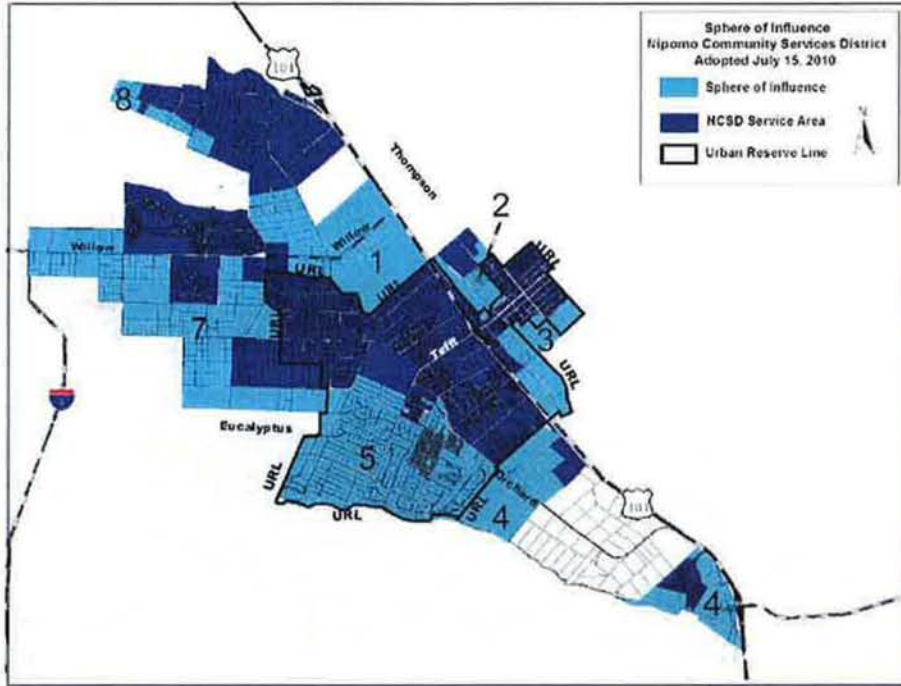 Sphere of Influence
Nipomo Community Services District
Adopted July 15, 2010
Sphere of Influence
NCSD Service Area
Urban Reserve Line
N
101
8
Thompson
2
URL
Willow
Willow
1
URL
URL
3
7
URL
Tefft
URL
Eucalyptus
5
URL
Orchard
URL
URL
4
101
4